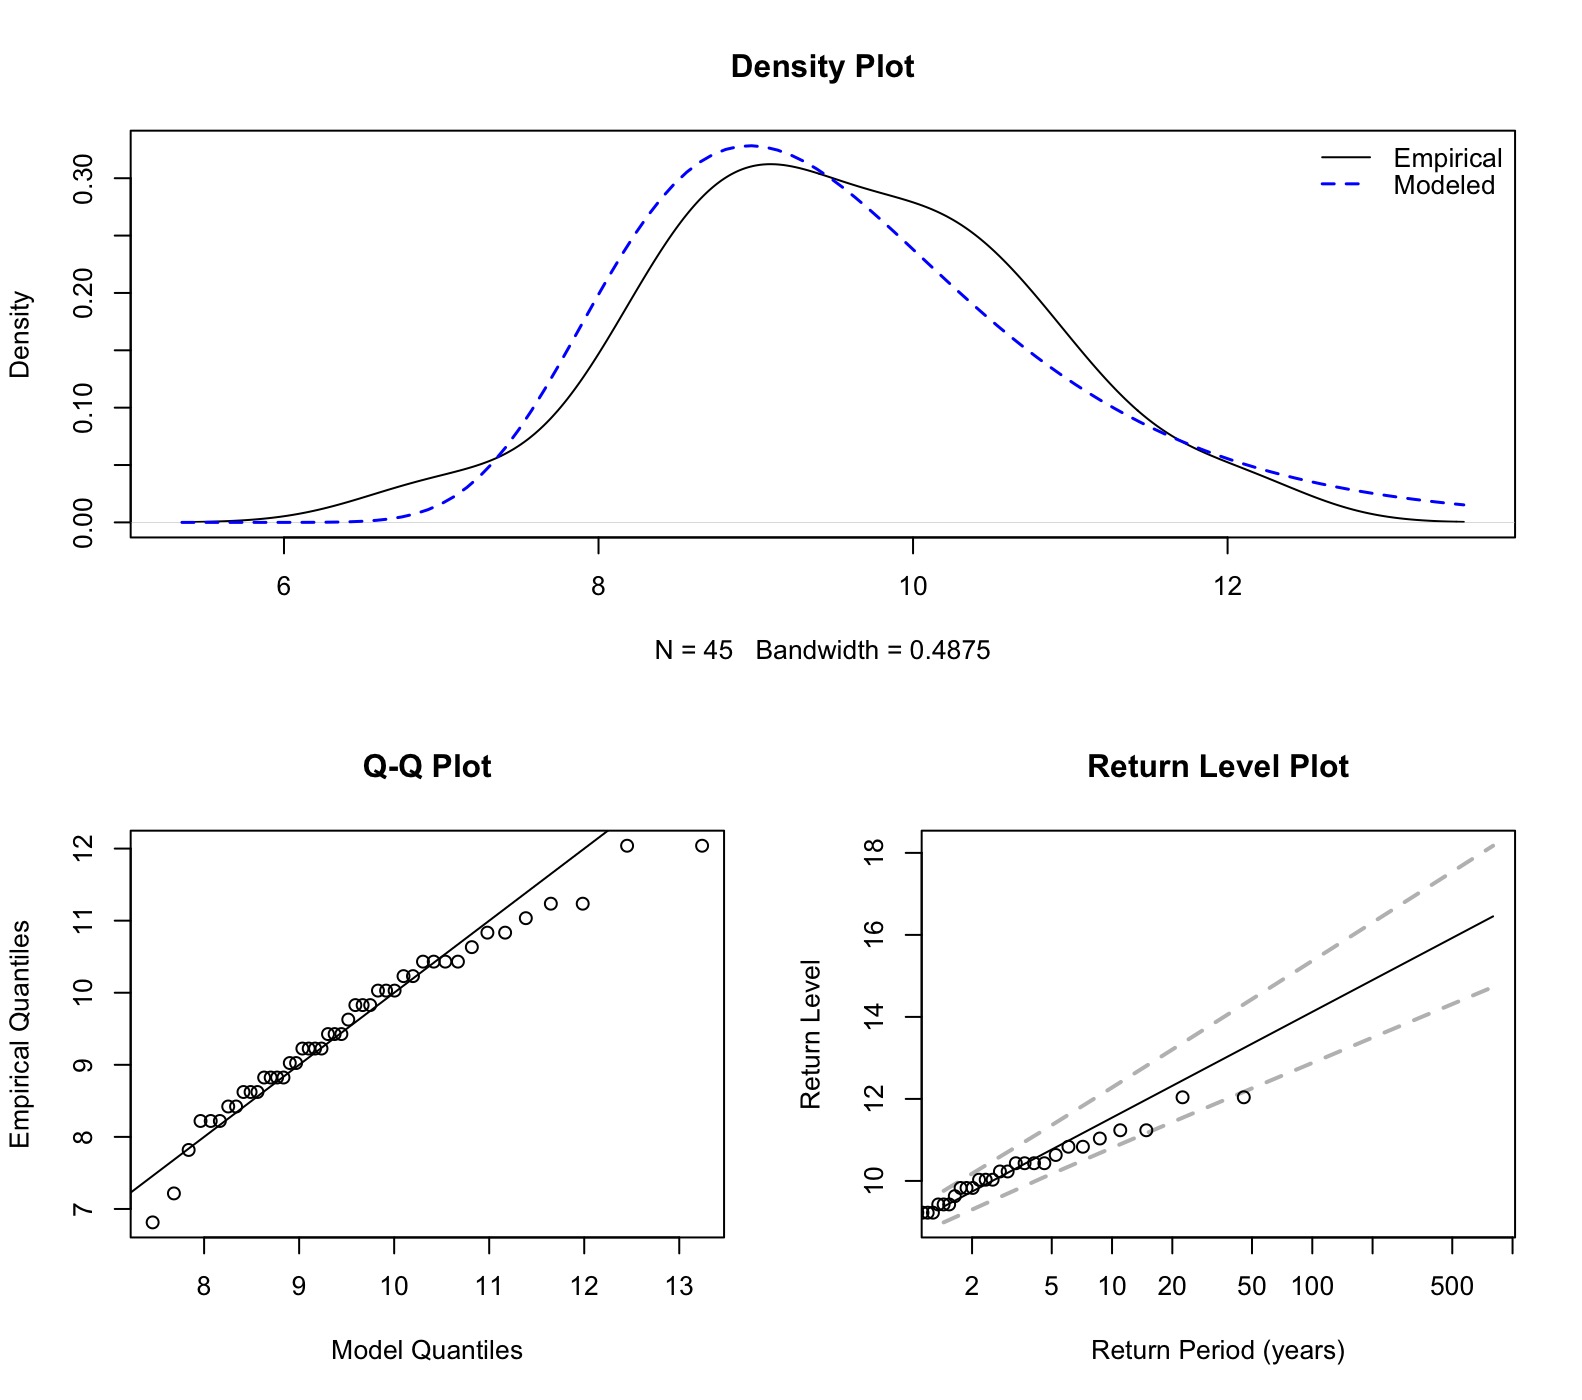 Density Plot
Empirical
Modeled
Density
0.00
0.10
0.20
0.30
6 8 10 12
N = 45 Bandwidth = 0.4875
Q-Q Plot
Empirical Quantiles
7
8
9
10
11
12
8 9 10 11 12 13
Model Quantiles
Return Level Plot
Return Level
10
12
14
16
18
2 5 10 20 50 100 500
Return Period (years)